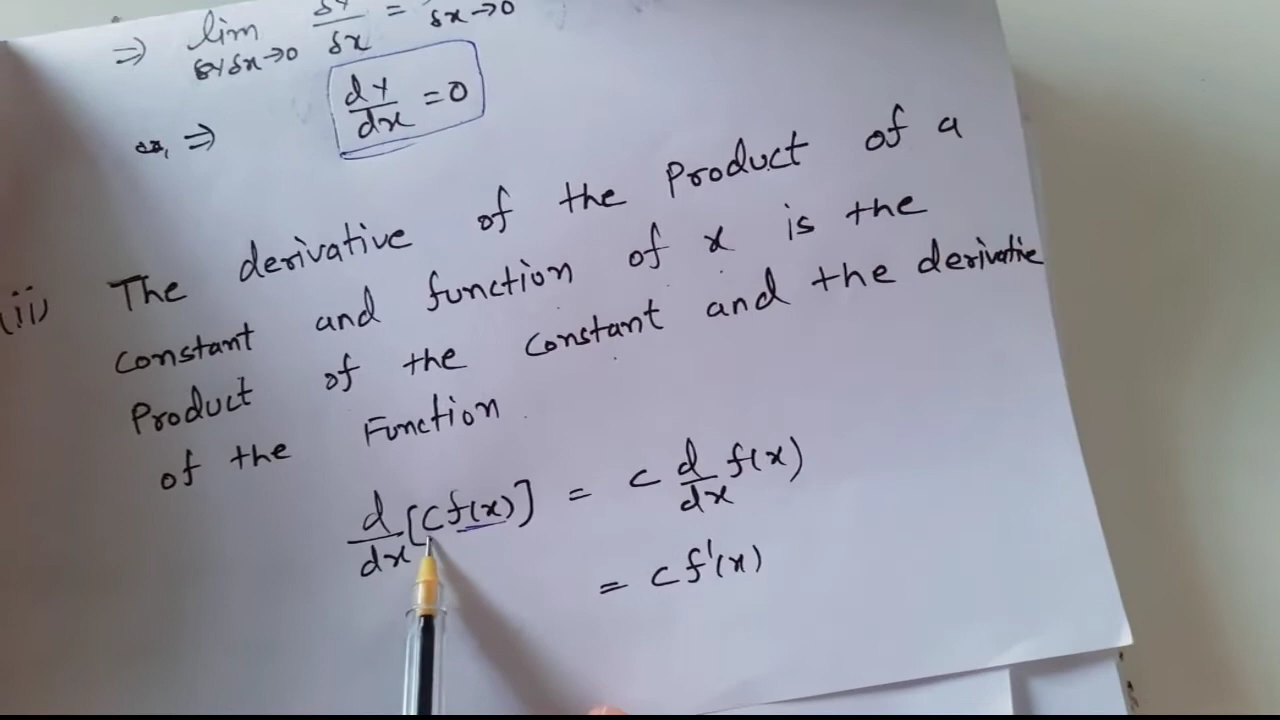 ⇒ lim δy/δx = δx→0
δy δx→0
⇒ dy/dx = 0
(ii) The derivative of the Product of a
constant and function of x is the
Product of the constant and the derivative
of the Function.
d/dx [c f(x)] = c d/dx f(x)
= c f'(x)